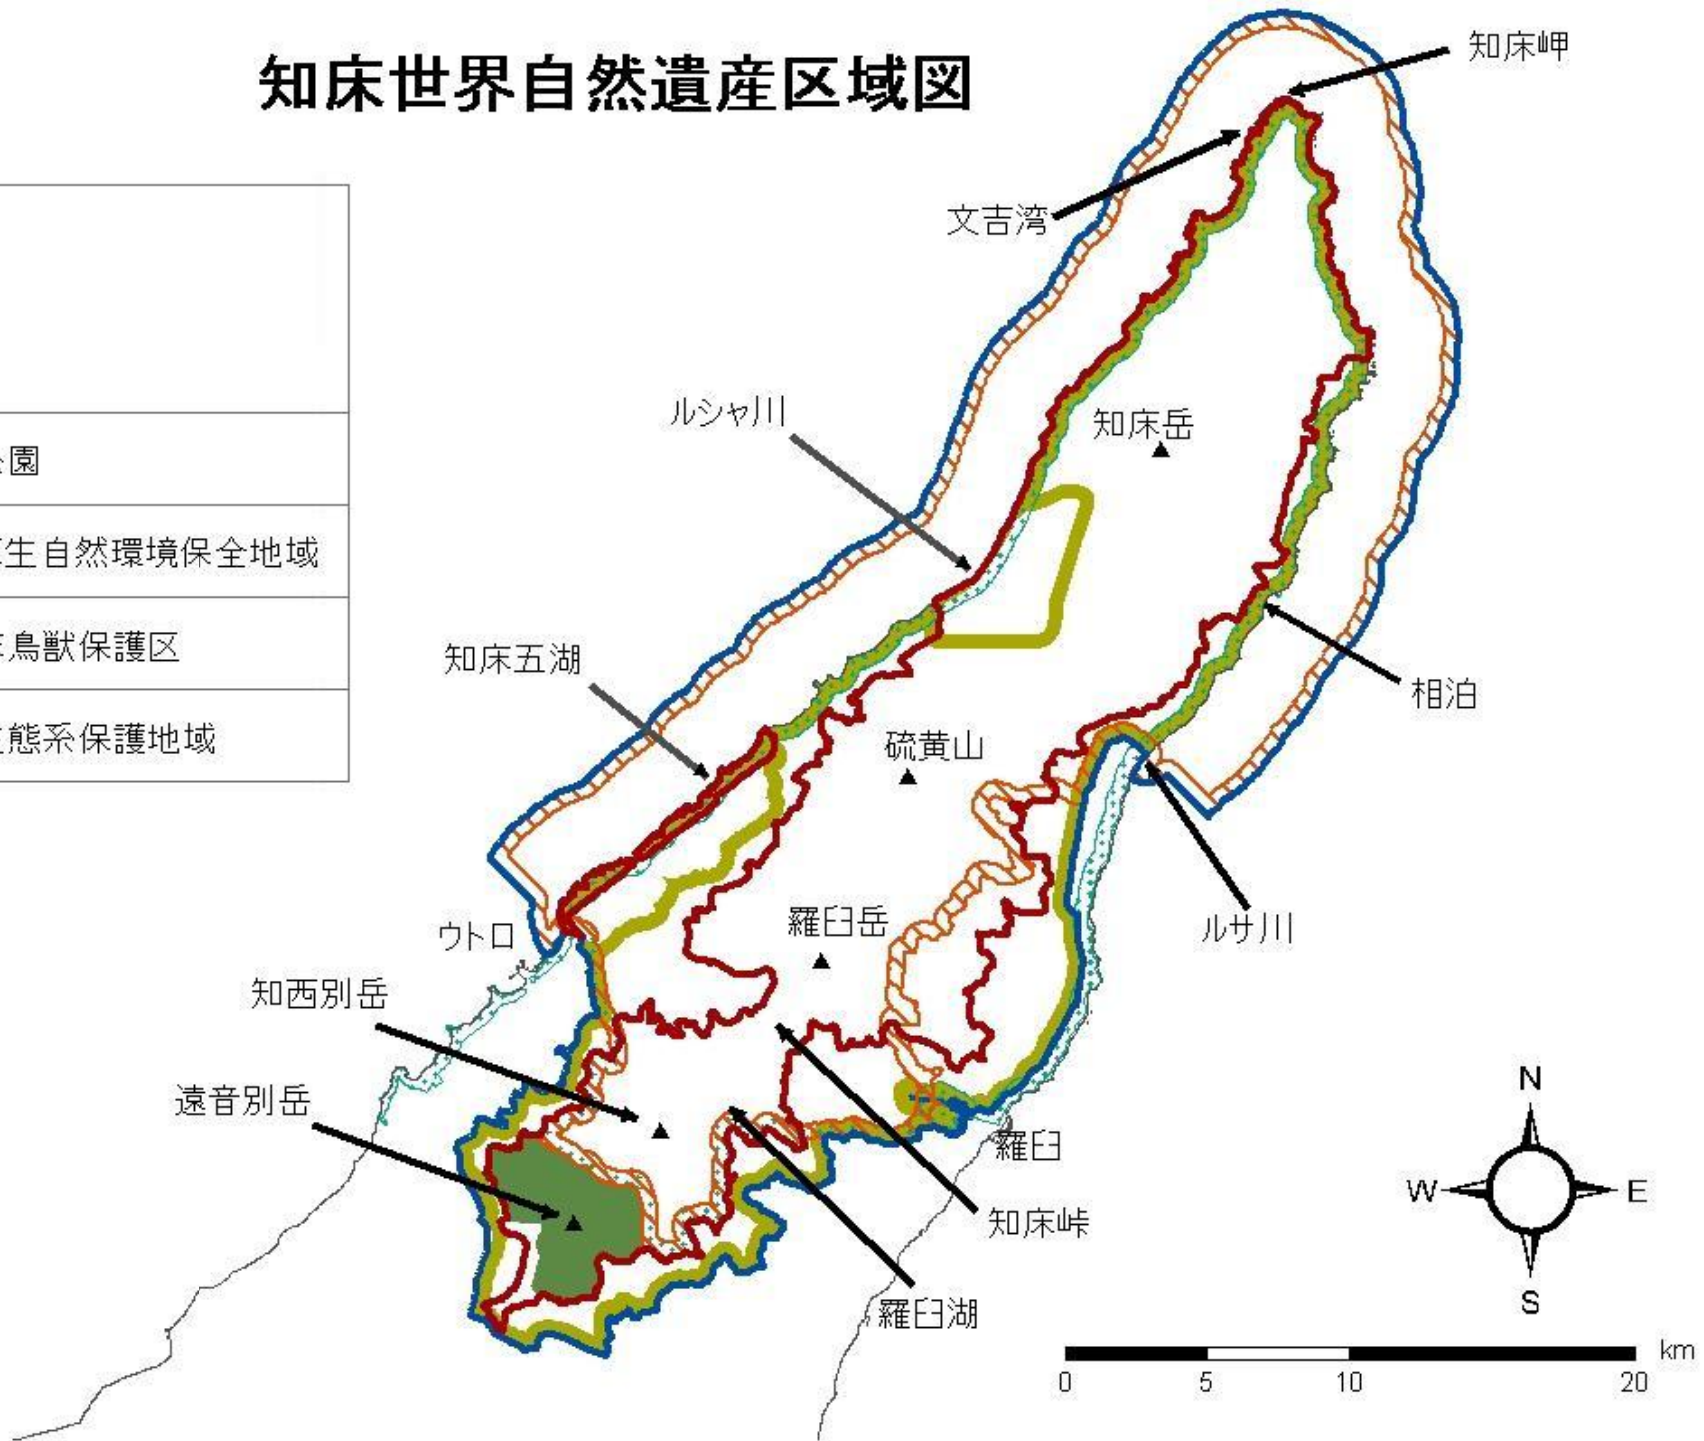 知床世界自然遺産区域図
知床岬
文吉湾
ルシャ川
知床岳
園
生自然環境保全地域
鳥獣保護区
態系保護地域
知床五湖
相泊
硫黄山
ルサ川
羅臼岳
ウトロ
知西別岳
遠音別岳
羅臼
知床峠
羅臼湖
N
W
E
S
km
0 5 10 20